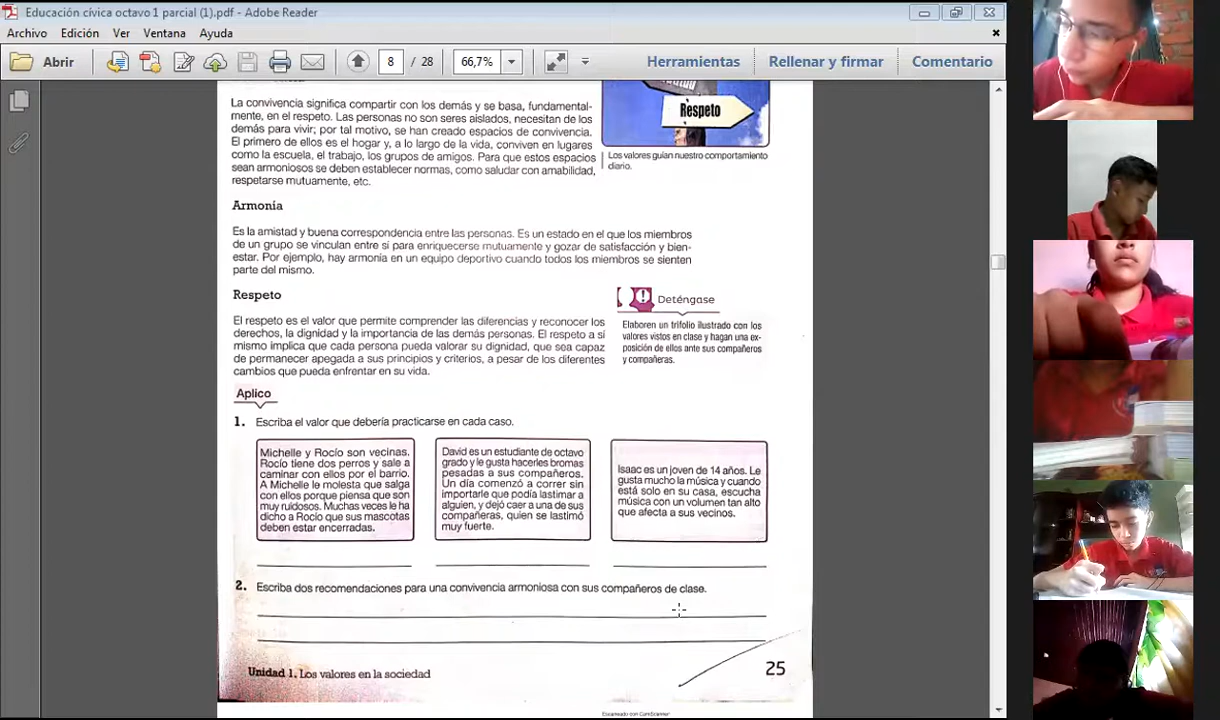 Educación cívica octavo 1 parcial (1).pdf - Adobe Reader
Archivo Edición Ver Ventana Ayuda
Abrir
8 / 28
66,7%
Herramientas
Rellenar y firmar
Comentario
La convivencia significa compartir con los demás y se basa, fundamental-
mente, en el respeto. Las personas no son seres aislados, necesitan de los
demás para vivir; por tal motivo, se han creado espacios de convivencia.
El primero de ellos es el hogar y, a lo largo de la vida, conviven en lugares
como la escuela, el trabajo, los grupos de amigos. Para que estos espacios
sean armoniosos se deben establecer normas, como saludar con amabilidad,
respetarse mutuamente, etc.
Respeto
Los valores guían nuestro comportamiento
diario.
Armonía
Es la amistad y buena correspondencia entre las personas. Es un estado en el que los miembros
de un grupo se vinculan entre sí para enriquecerse mutuamente y gozar de satisfacción y bien-
estar. Por ejemplo, hay armonía en un equipo deportivo cuando todos los miembros se sienten
parte del mismo.
Respeto
El respeto es el valor que permite comprender las diferencias y reconocer los
derechos, la dignidad y la importancia de las demás personas. El respeto a sí
mismo implica que cada persona pueda valorar su dignidad, que sea capaz
de permanecer apegada a sus principios y criterios, a pesar de los diferentes
cambios que pueda enfrentar en su vida.
Deténgase
Elaboren un trifolio ilustrado con los
valores vistos en clase y hagan una ex-
posición de ellos ante sus compañeros
y compañeras.
Aplico
1. Escriba el valor que debería practicarse en cada caso.
Michelle y Rocío son vecinas.
Rocío tiene dos perros y sale a
caminar con ellos por el barrio.
A Michelle le molesta que salga
con ellos porque piensa que son
muy ruidosos. Muchas veces le ha
dicho a Rocío que sus mascotas
deben estar encerradas.
David es un estudiante de octavo
grado y le gusta hacerles bromas
pesadas a sus compañeros.
Un día comenzó a correr sin
importarle que podía lastimar a
alguien, y dejó caer a una de sus
compañeras, quien se lastimó
muy fuerte.
Isaac es un joven de 14 años. Le
gusta mucho la música y cuando
está solo en su casa, escucha
música con un volumen tan alto
que afecta a sus vecinos.
2. Escriba dos recomendaciones para una convivencia armoniosa con sus compañeros de clase.
Unidad 1. Los valores en la sociedad
25
Escaneado con CamScanner